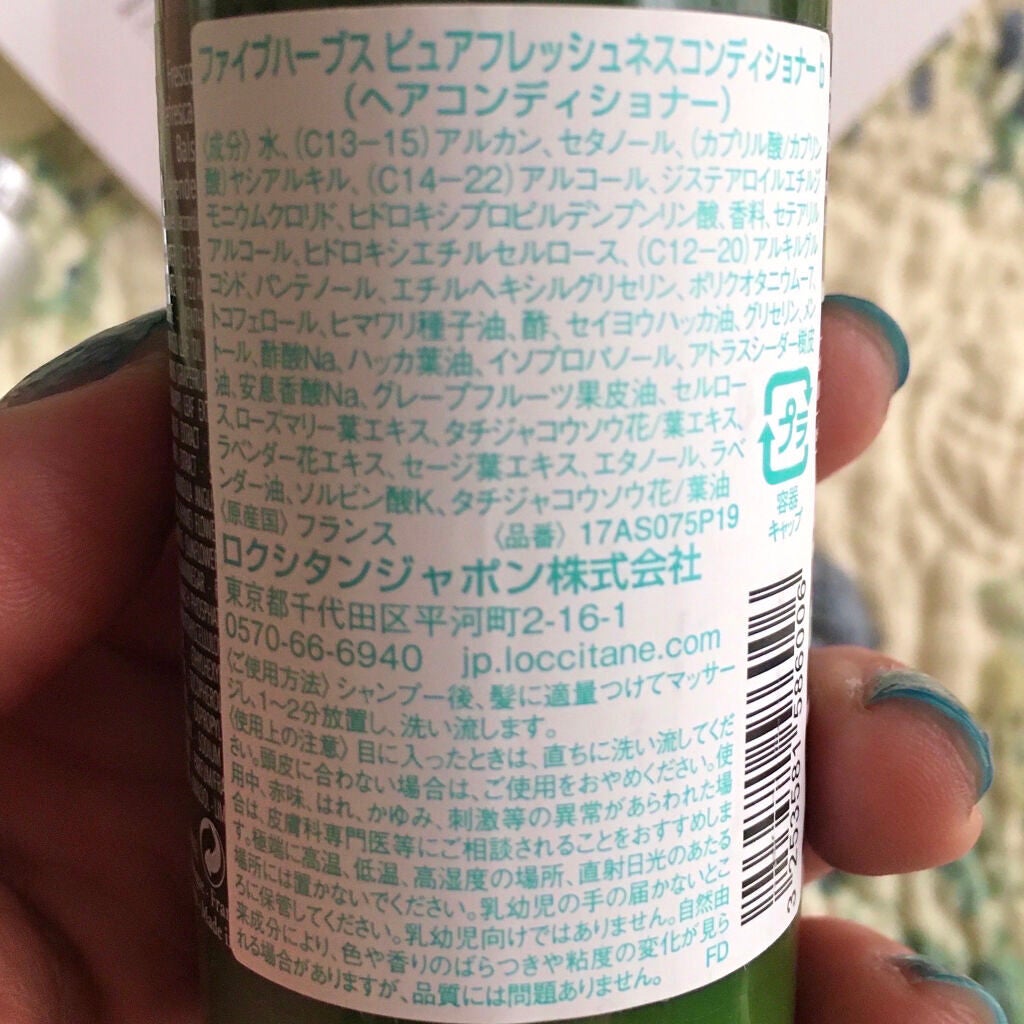 ファイブハーブス ピュアフレッシュネスコンディショナー b
(ヘアコンディショナー)
〈成分〉水、(C13－15)アルカン、セタノール、(カプリル酸/カプリン
酸)ヤシアルキル、(C14－22)アルコール、ジステアロイルエチルジ
モニウムクロリド、ヒドロキシプロピルデンプンリン酸、香料、セテアリル
アルコール、ヒドロキシエチルセルロース、(C12－20)アルキルグル
コシド、パンテノール、エチルヘキシルグリセリン、ポリクオタニウム－7、
トコフェロール、ヒマワリ種子油、酢、セイヨウハッカ油、グリセリン、メン
トール、酢酸Na、ハッカ葉油、イソプロパノール、アトラスシーダー樹皮
油、安息香酸Na、グレープフルーツ果皮油、セルロー
ス、ローズマリー葉エキス、タチジャコウソウ花/葉エキス、
ラベンダー花エキス、セージ葉エキス、エタノール、ラベ
ンダー油、ソルビン酸K、タチジャコウソウ花/葉油
プラ
容器
キャップ
〈原産国〉フランス 〈品番〉17AS075P19
ロクシタンジャポン株式会社
東京都千代田区平河町2-16-1
0570-66-6940 jp.loccitane.com
〈ご使用方法〉シャンプー後、髪に適量つけてマッサー
ジし、1～2分放置し、洗い流します。
〈使用上の注意〉目に入ったときは、直ちに洗い流してくだ
さい。頭皮に合わない場合は、ご使用をおやめください。使
用中、赤味、はれ、かゆみ、刺激等の異常があらわれた場
合は、皮膚科専門医等にご相談されることをおすすめしま
す。極端に高温、低温、高湿度の場所、直射日光のあたる
場所には置かないでください。乳幼児の手の届かないとこ
ろに保管してください。乳幼児向けではありません。自然由
来成分により、色や香りのばらつきや粘度の変化が見ら
れる場合がありますが、品質には問題ありません。 FD
3 253581 586006